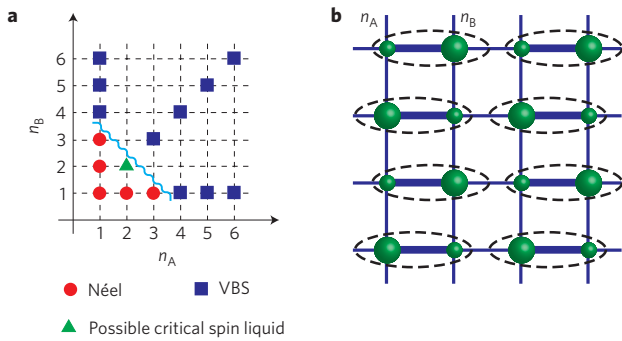 a
n_B
6
5
4
3
2
1
1 2 3 4 5 6
n_A
Néel
VBS
Possible critical spin liquid
b
n_A
n_B